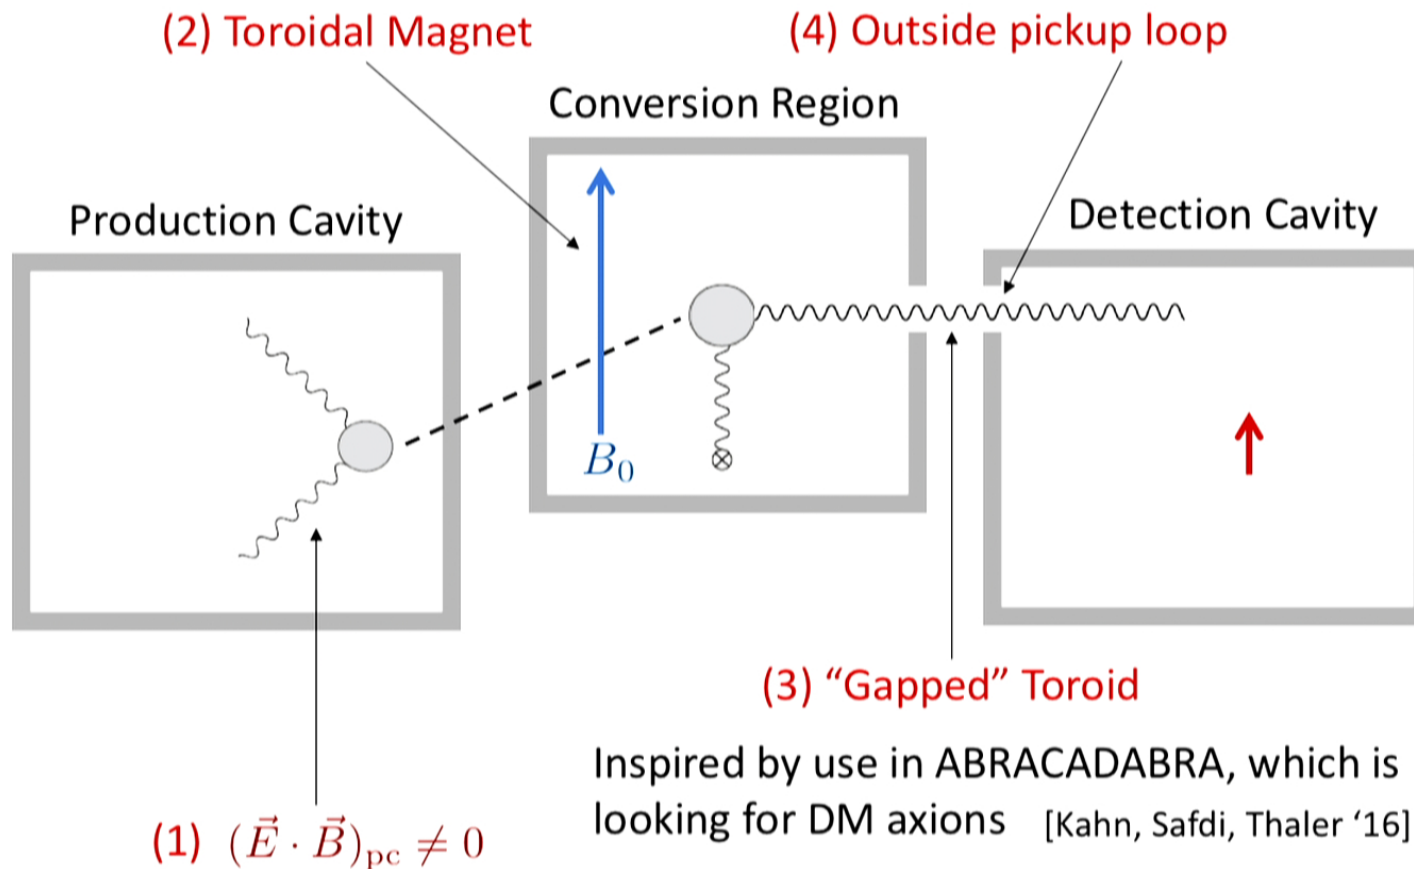 (2) Toroidal Magnet
(4) Outside pickup loop
Conversion Region
Production Cavity
Detection Cavity
B₀
(3) “Gapped” Toroid
Inspired by use in ABRACADABRA, which is
looking for DM axions [Kahn, Safdi, Thaler ‘16]
(1) (E⃗ · B⃗)pc ≠ 0